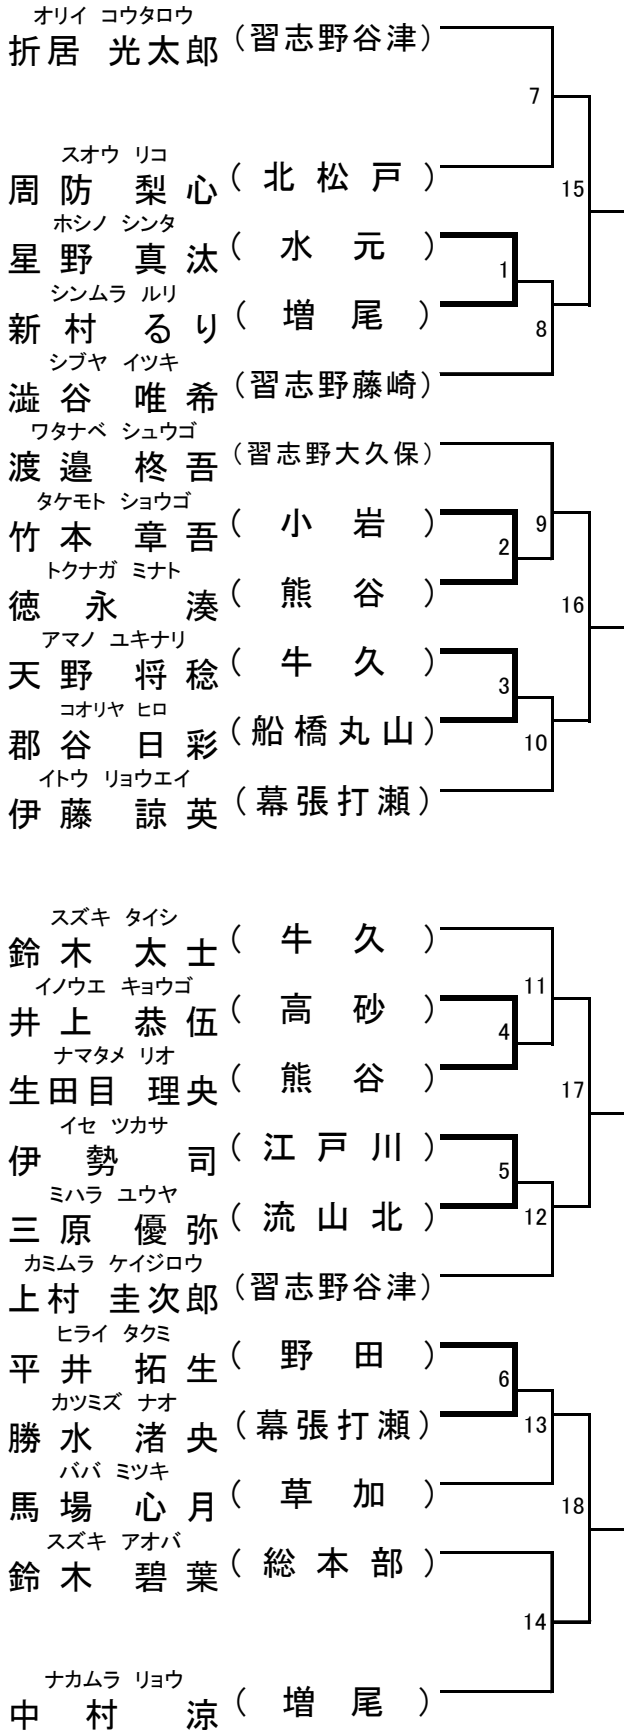 オリイ コウタロウ
折居 光太郎 (習志野谷津)
7
スオウ リコ
周防 梨心 (北松戸)
15
ホシノ シンタ
星野 真汰 (水元)
1
シンムラ ルリ
新村 るり (増尾)
8
シブヤ イツキ
澁谷 唯希 (習志野藤崎)
ワタナベ シュウゴ
渡邉 柊吾 (習志野大久保)
タケモト ショウゴ
竹本 章吾 (小岩)
9
2
トクナガ ミナト
徳永 湊 (熊谷)
16
アマノ ユキナリ
天野 将稔 (牛久)
3
コオリヤ ヒロ
郡谷 日彩 (船橋丸山)
10
イトウ リョウエイ
伊藤 諒英 (幕張打瀬)
スズキ タイシ
鈴木 太士 (牛久)
11
イノウエ キョウゴ
井上 恭伍 (高砂)
4
ナマタメ リオ
生田目 理央 (熊谷)
17
イセ ツカサ
伊勢 司 (江戸川)
5
ミハラ ユウヤ
三原 優弥 (流山北)
12
カミムラ ケイジロウ
上村 圭次郎 (習志野谷津)
ヒライ タクミ
平井 拓生 (野田)
6
カツミズ ナオ
勝水 渚央 (幕張打瀬)
13
ババ ミツキ
馬場 心月 (草加)
18
スズキ アオバ
鈴木 碧葉 (総本部)
14
ナカムラ リョウ
中村 涼 (増尾)